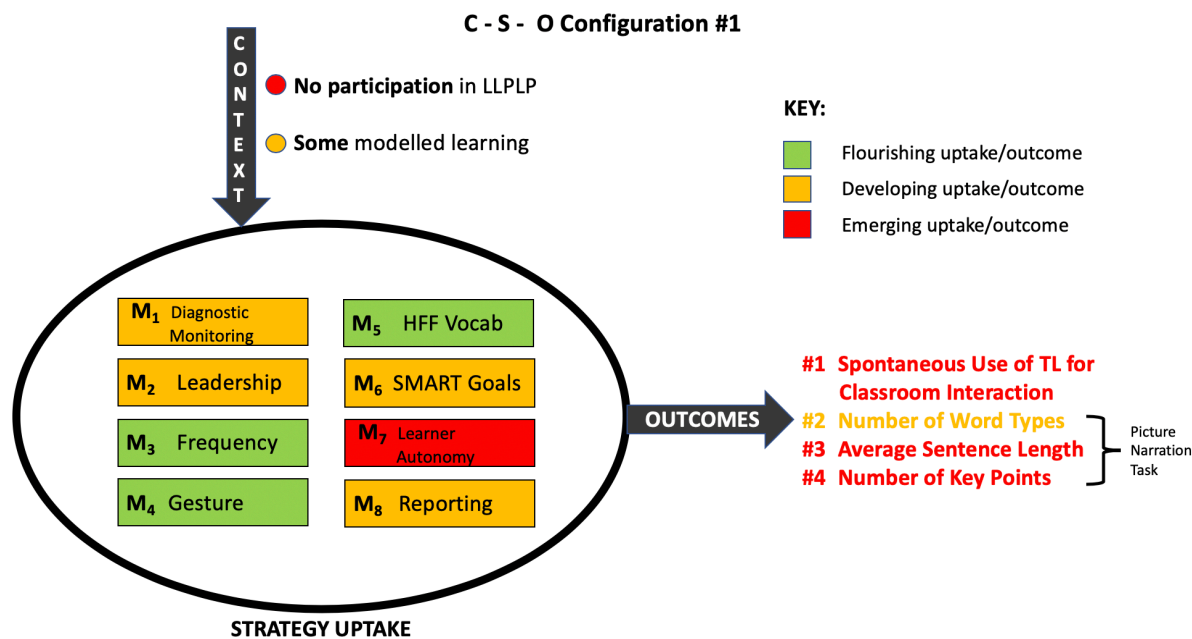 C - S - O Configuration #1
CONTEXT
No participation in LLPLP
Some modelled learning
KEY:
Flourishing uptake/outcome
Developing uptake/outcome
Emerging uptake/outcome
M1 Diagnostic
Monitoring
M2 Leadership
M3 Frequency
M4 Gesture
M5 HFF Vocab
M6 SMART Goals
M7 Learner
Autonomy
M8 Reporting
STRATEGY UPTAKE
OUTCOMES
#1 Spontaneous Use of TL for
Classroom Interaction
#2 Number of Word Types
#3 Average Sentence Length
#4 Number of Key Points
Picture
Narration
Task